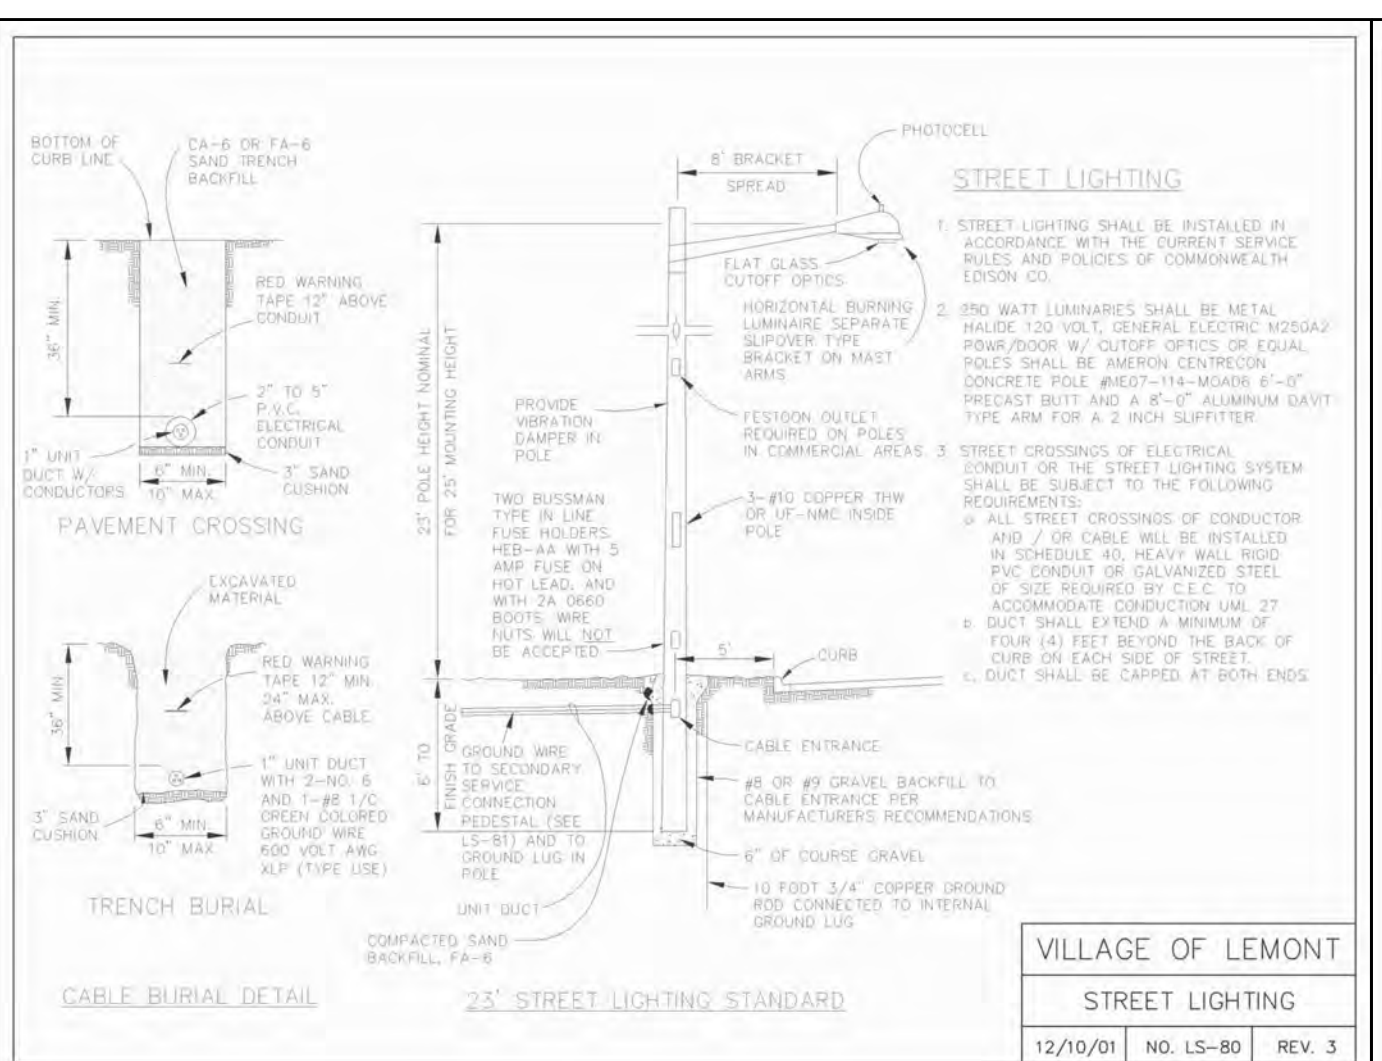 BOTTOM OF
CURB LINE
CA-6 OR FA-6
SAND TRENCH
BACKFILL
36" MIN.
RED WARNING
TAPE 12" ABOVE
CONDUIT
2" TO 5"
P.V.C.
ELECTRICAL
CONDUIT
1" UNIT
DUCT W/
CONDUCTORS
6" MIN.
10" MAX.
3" SAND
CUSHION
PAVEMENT CROSSING
EXCAVATED
MATERIAL
36" MIN
RED WARNING
TAPE 12" MIN.
24" MAX.
ABOVE CABLE
1" UNIT DUCT
WITH 2-NO. 6
AND 1-#8 1/C
GREEN COLORED
GROUND WIRE
600 VOLT AWG
XLP (TYPE USE)
3" SAND
CUSHION
6" MIN.
10" MAX
TRENCH BURIAL
CABLE BURIAL DETAIL
PHOTOCELL
8' BRACKET
SPREAD
FLAT GLASS
CUTOFF OPTICS
HORIZONTAL BURNING
LUMINAIRE SEPARATE
SLIPOVER TYPE
BRACKET ON MAST
ARMS
23' POLE HEIGHT NOMINAL
FOR 25' MOUNTING HEIGHT
PROVIDE
VIBRATION
DAMPER IN
POLE
FESTOON OUTLET
REQUIRED ON POLES
IN COMMERCIAL AREAS
TWO BUSSMAN
TYPE IN LINE
FUSE HOLDERS
HEB-AA WITH 5
AMP FUSE ON
HOT LEAD. AND
WITH 2A 0660
BOOTS. WIRE
NUTS WILL NOT
BE ACCEPTED
3-#10 COPPER THW
OR UF-NMC INSIDE
POLE
5'
CURB
6' TO
FINISH GRADE
GROUND WIRE
TO SECONDARY
SERVICE
CONNECTION
PEDESTAL (SEE
LS-81) AND TO
GROUND LUG IN
POLE
CABLE ENTRANCE
#8 OR #9 GRAVEL BACKFILL TO
CABLE ENTRANCE PER
MANUFACTURERS RECOMMENDATIONS
6" OF COURSE GRAVEL
10 FOOT 3/4" COPPER GROUND
ROD CONNECTED TO INTERNAL
GROUND LUG
UNIT DUCT
COMPACTED SAND
BACKFILL, FA-6
23' STREET LIGHTING STANDARD
STREET LIGHTING
1. STREET LIGHTING SHALL BE INSTALLED IN
ACCORDANCE WITH THE CURRENT SERVICE
RULES AND POLICIES OF COMMONWEALTH
EDISON CO.
2. 250 WATT LUMINARIES SHALL BE METAL
HALIDE 120 VOLT, GENERAL ELECTRIC M250A2
POWR/DOOR W/ CUTOFF OPTICS OR EQUAL
POLES SHALL BE AMERON CENTRECON
CONCRETE POLE #ME07-114-MOAD6 6'-0"
PRECAST BUTT AND A 8'-0" ALUMINUM DAVIT
TYPE ARM FOR A 2 INCH SLIPFITTER.
3 STREET CROSSINGS OF ELECTRICAL
CONDUIT OR THE STREET LIGHTING SYSTEM
SHALL BE SUBJECT TO THE FOLLOWING
REQUIREMENTS:
a ALL STREET CROSSINGS OF CONDUCTOR
AND / OR CABLE WILL BE INSTALLED
IN SCHEDULE 40, HEAVY WALL RIGID
PVC CONDUIT OR GALVANIZED STEEL
OF SIZE REQUIRED BY C.E.C. TO
ACCOMMODATE CONDUCTION UML 27
b. DUCT SHALL EXTEND A MINIMUM OF
FOUR (4) FEET BEYOND THE BACK OF
CURB ON EACH SIDE OF STREET.
c. DUCT SHALL BE CAPPED AT BOTH ENDS
VILLAGE OF LEMONT
STREET LIGHTING
12/10/01 NO. LS-80 REV. 3